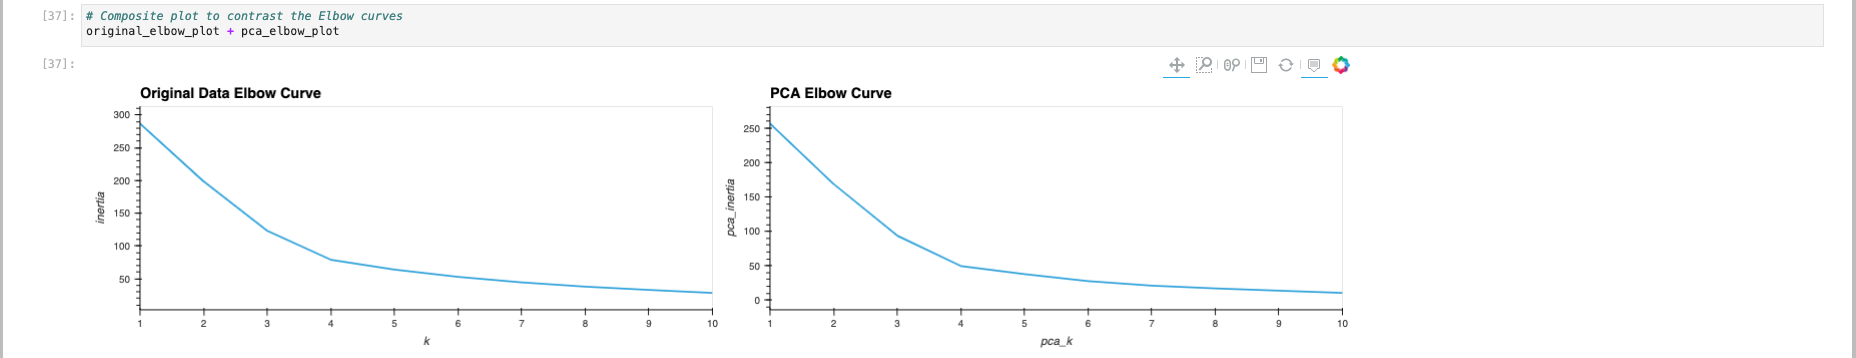 [37]: # Composite plot to contrast the Elbow curves
original_elbow_plot + pca_elbow_plot
[37]:
Original Data Elbow Curve
300
250
200
150
100
50
inertia
1 2 3 4 5 6 7 8 9 10
k
PCA Elbow Curve
250
200
150
100
50
0
pca_inertia
1 2 3 4 5 6 7 8 9 10
pca_k